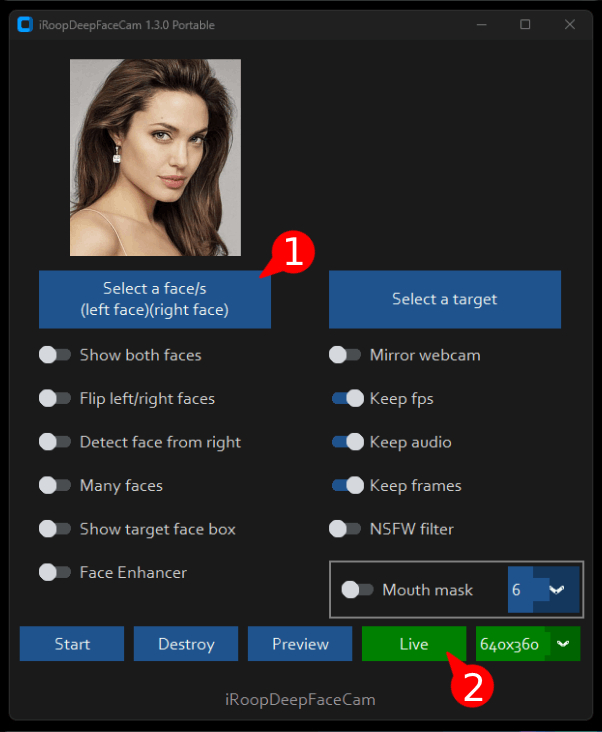 iRoopDeepFaceCam 1.3.0 Portable
1
Select a face/s
(left face)(right face)
Select a target
Show both faces
Mirror webcam
Flip left/right faces
Keep fps
Detect face from right
Keep audio
Many faces
Keep frames
Show target face box
NSFW filter
Face Enhancer
Mouth mask
6
Start
Destroy
Preview
Live
640x360
2
iRoopDeepFaceCam